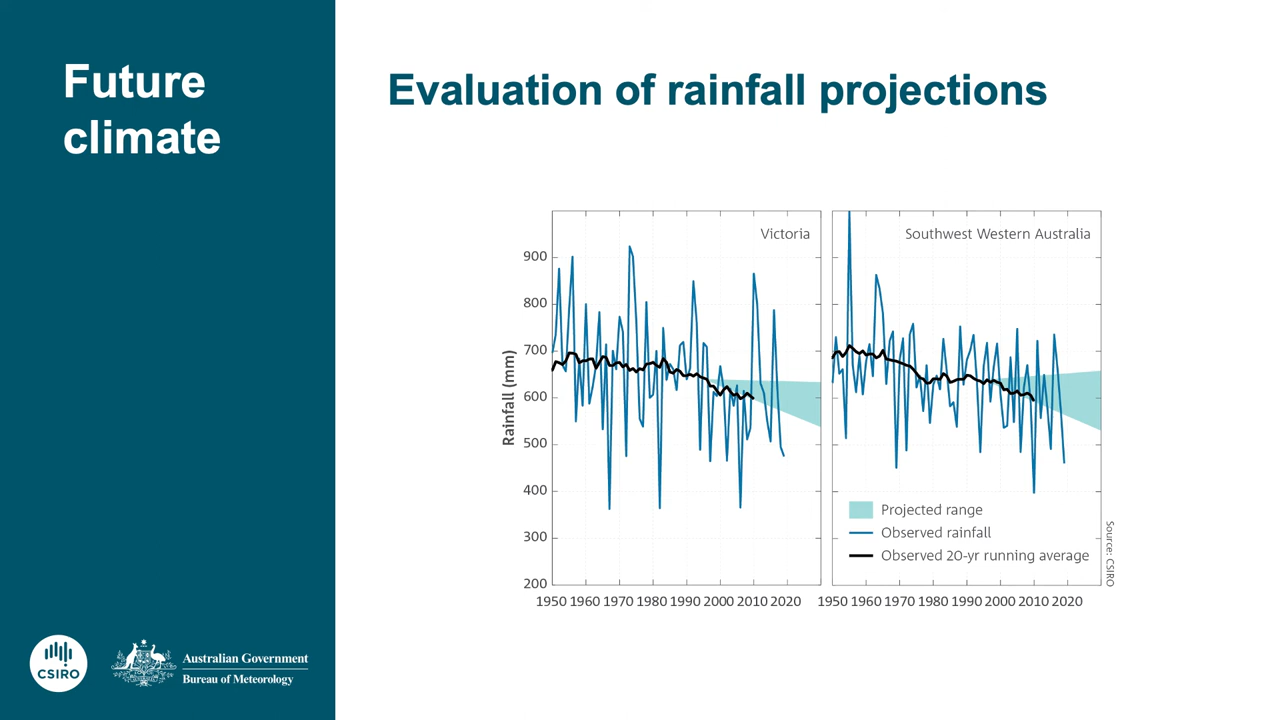 Future
climate
Evaluation of rainfall projections
Victoria
Southwest Western Australia
900
800
700
600
500
400
300
200
Rainfall (mm)
1950 1960 1970 1980 1990 2000 2010 2020
1950 1960 1970 1980 1990 2000 2010 2020
Projected range
Observed rainfall
Observed 20-yr running average
Source: CSIRO
CSIRO
Australian Government
Bureau of Meteorology